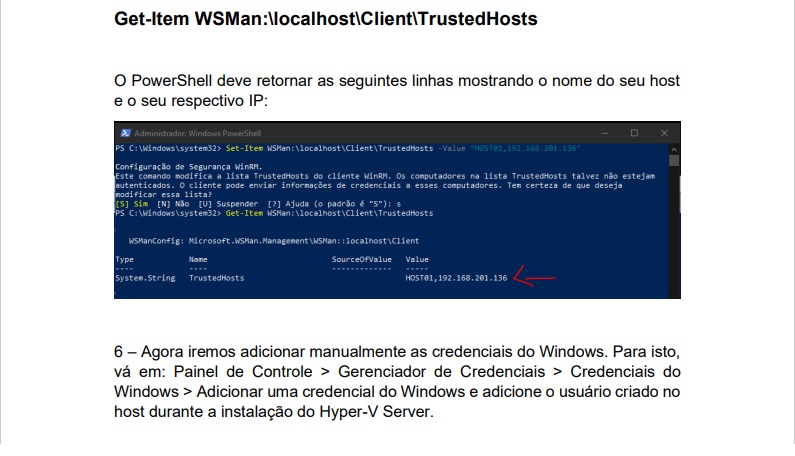 Get-Item WSMan:\localhost\Client\TrustedHosts
O PowerShell deve retornar as seguintes linhas mostrando o nome do seu host
e o seu respectivo IP:
Administrador: Windows PowerShell
PS C:\Windows\system32> Set-Item WSMan:\localhost\Client\TrustedHosts -Value "HOST01,192.168.201.136"
Configuração de Segurança WinRM.
Este comando modifica a lista TrustedHosts do cliente WinRM. Os computadores na lista TrustedHosts talvez não estejam
autenticados. O cliente pode enviar informações de credenciais a esses computadores. Tem certeza de que deseja
modificar essa lista?
[S] Sim  [N] Não  [U] Suspender  [?] Ajuda (o padrão é "S"): s
PS C:\Windows\system32> Get-Item WSMan:\localhost\Client\TrustedHosts
WSManConfig: Microsoft.WSMan.Management\WSMan::localhost\Client
Type Name SourceOfValue Value
---- ---- ------------- -----
System.String TrustedHosts HOST01,192.168.201.136
6 – Agora iremos adicionar manualmente as credenciais do Windows. Para isto,
vá em: Painel de Controle > Gerenciador de Credenciais > Credenciais do
Windows > Adicionar uma credencial do Windows e adicione o usuário criado no
host durante a instalação do Hyper-V Server.